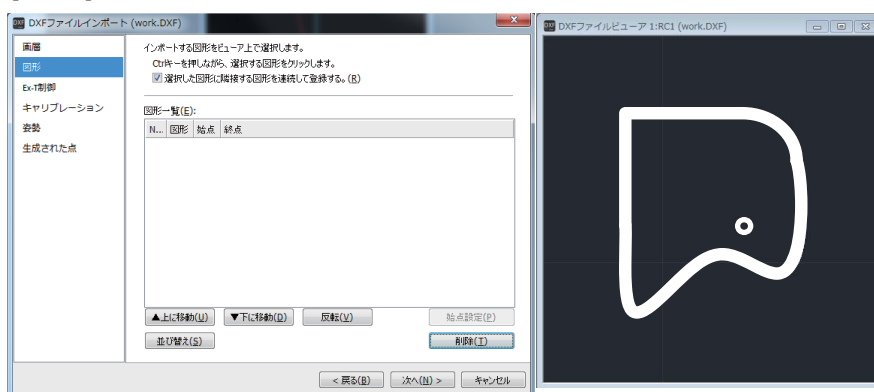 DXFファイルインポート (work.DXF)
画層
図形
Ex-T制御
キャリブレーション
姿勢
生成された点
インポートする図形をビューア上で選択します。
Ctrlキーを押しながら、選択する図形をクリックします。
選択した図形に隣接する図形を連続して登録する。(R)
図形一覧(E):
N... 図形 始点 終点
▲上に移動(U) ▼下に移動(D) 反転(V) 始点設定(P)
並び替え(S) 削除(T)
< 戻る(B) 次へ(N) > キャンセル
DXFファイルビューア 1:RC1 (work.DXF)